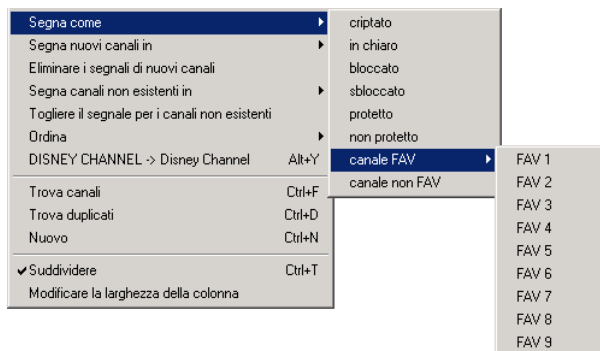 Segna come
Segna nuovi canali in
Eliminare i segnali di nuovi canali
Segna canali non esistenti in
Togliere il segnale per i canali non esistenti
Ordina
DISNEY CHANNEL -> Disney Channel Alt+Y
Trova canali Ctrl+F
Trova duplicati Ctrl+D
Nuovo Ctrl+N
Suddividere Ctrl+T
Modificare la larghezza della colonna
criptato
in chiaro
bloccato
sbloccato
protetto
non protetto
canale FAV
canale non FAV
FAV 1
FAV 2
FAV 3
FAV 4
FAV 5
FAV 6
FAV 7
FAV 8
FAV 9